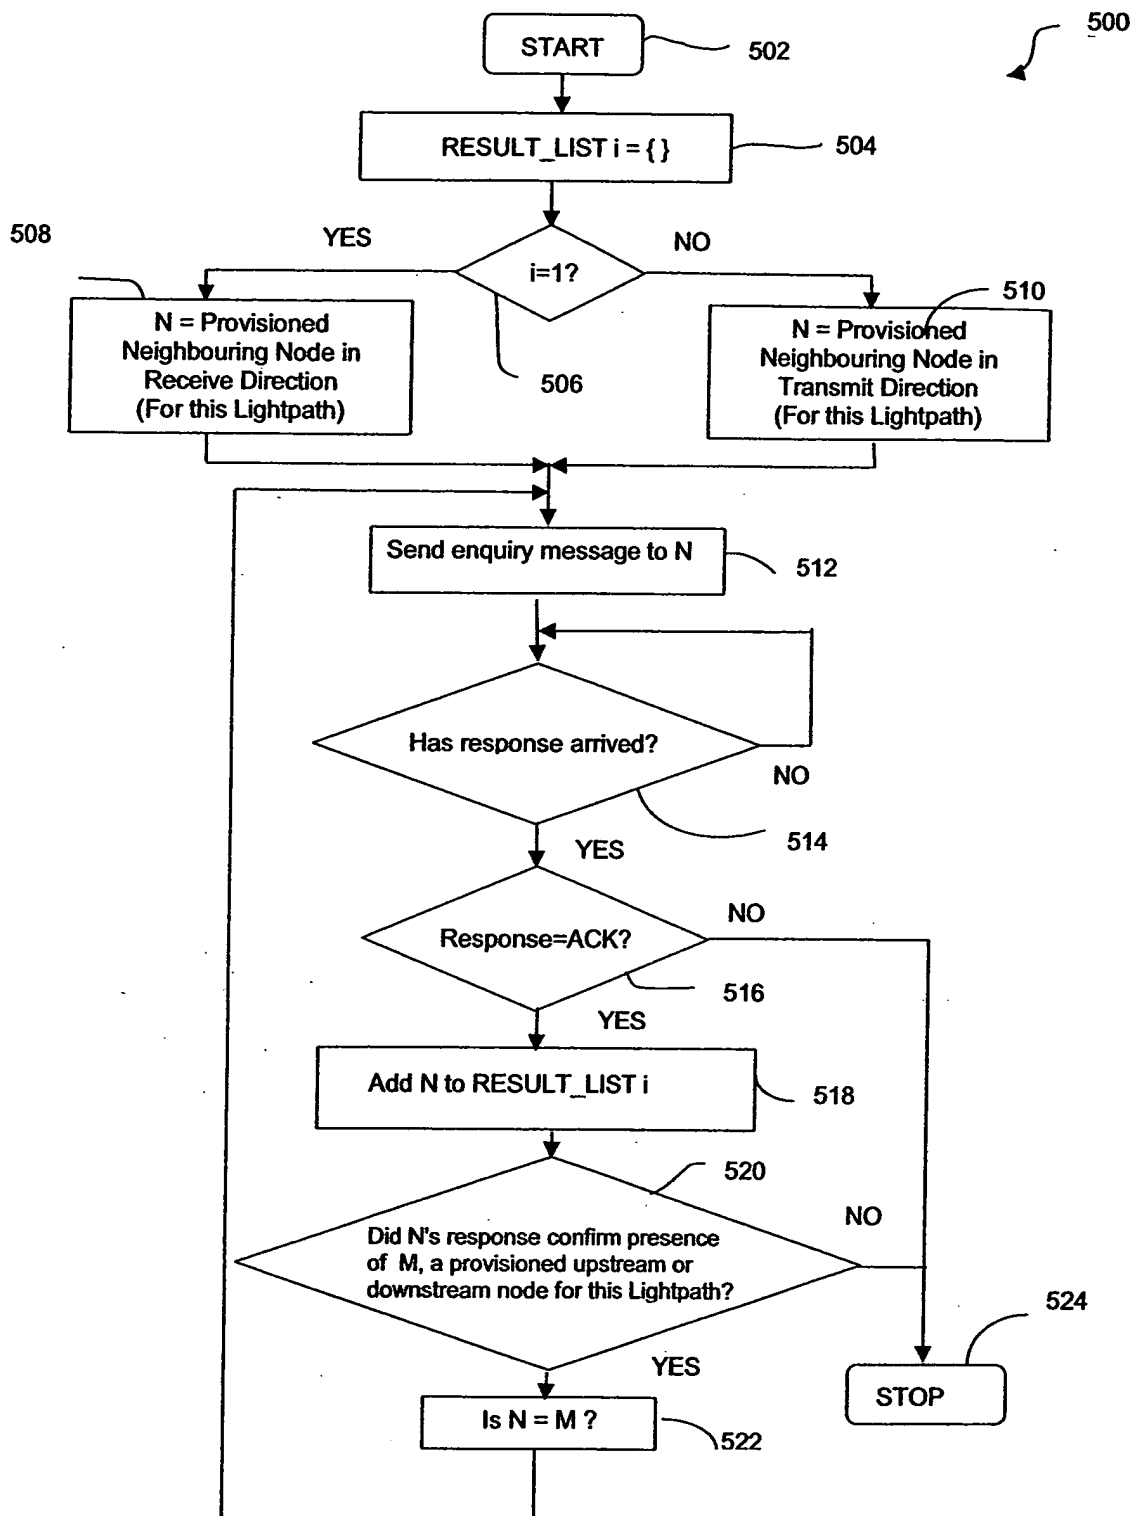 500
START
502
RESULT_LIST i = { }
504
508
YES
NO
i=1?
506
510
N = Provisioned
Neighbouring Node in
Receive Direction
(For this Lightpath)
N = Provisioned
Neighbouring Node in
Transmit Direction
(For this Lightpath)
Send enquiry message to N
512
Has response arrived?
NO
514
YES
Response=ACK?
NO
516
YES
Add N to RESULT_LIST i
518
520
Did N's response confirm presence
of M, a provisioned upstream or
downstream node for this Lightpath?
NO
524
YES
STOP
Is N = M ?
522